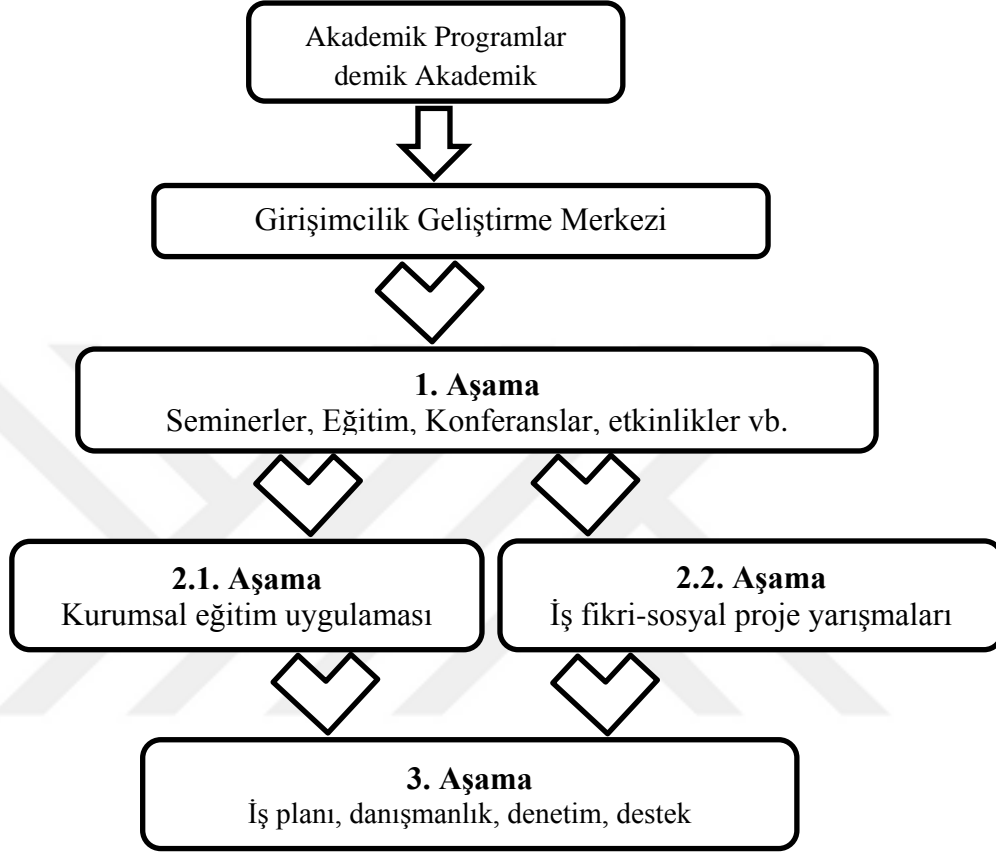 Akademik Programlar
demik Akademik
Girişimcilik Geliştirme Merkezi
1. Aşama
Seminerler, Eğitim, Konferanslar, etkinlikler vb.
2.1. Aşama
Kurumsal eğitim uygulaması
2.2. Aşama
İş fikri-sosyal proje yarışmaları
3. Aşama
İş planı, danışmanlık, denetim, destek